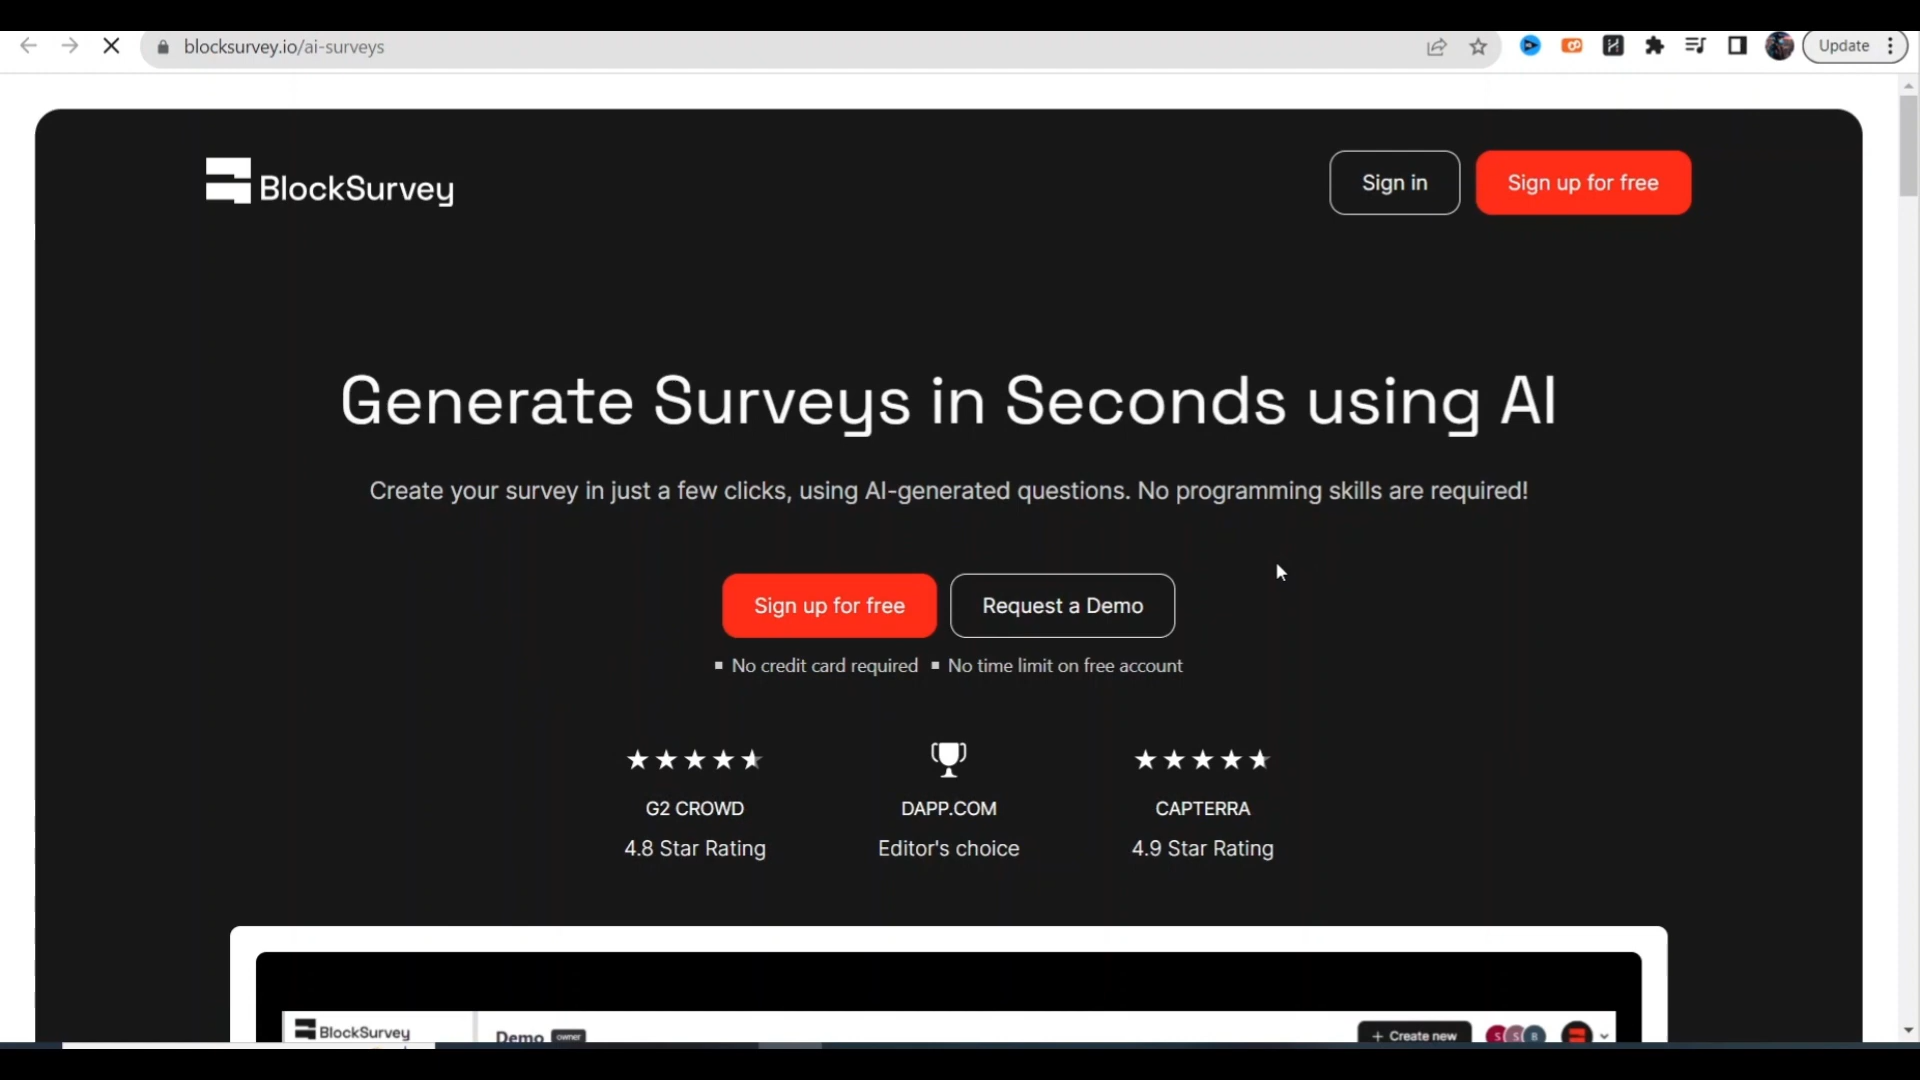 blocksurvey.io/ai-surveys
Update
BlockSurvey
Sign in
Sign up for free
Generate Surveys in Seconds using AI
Create your survey in just a few clicks, using AI-generated questions. No programming skills are required!
Sign up for free
Request a Demo
▪ No credit card required ▪ No time limit on free account
G2 CROWD
4.8 Star Rating
DAPP.COM
Editor's choice
CAPTERRA
4.9 Star Rating
BlockSurvey
Demo owner
+ Create new
S S B